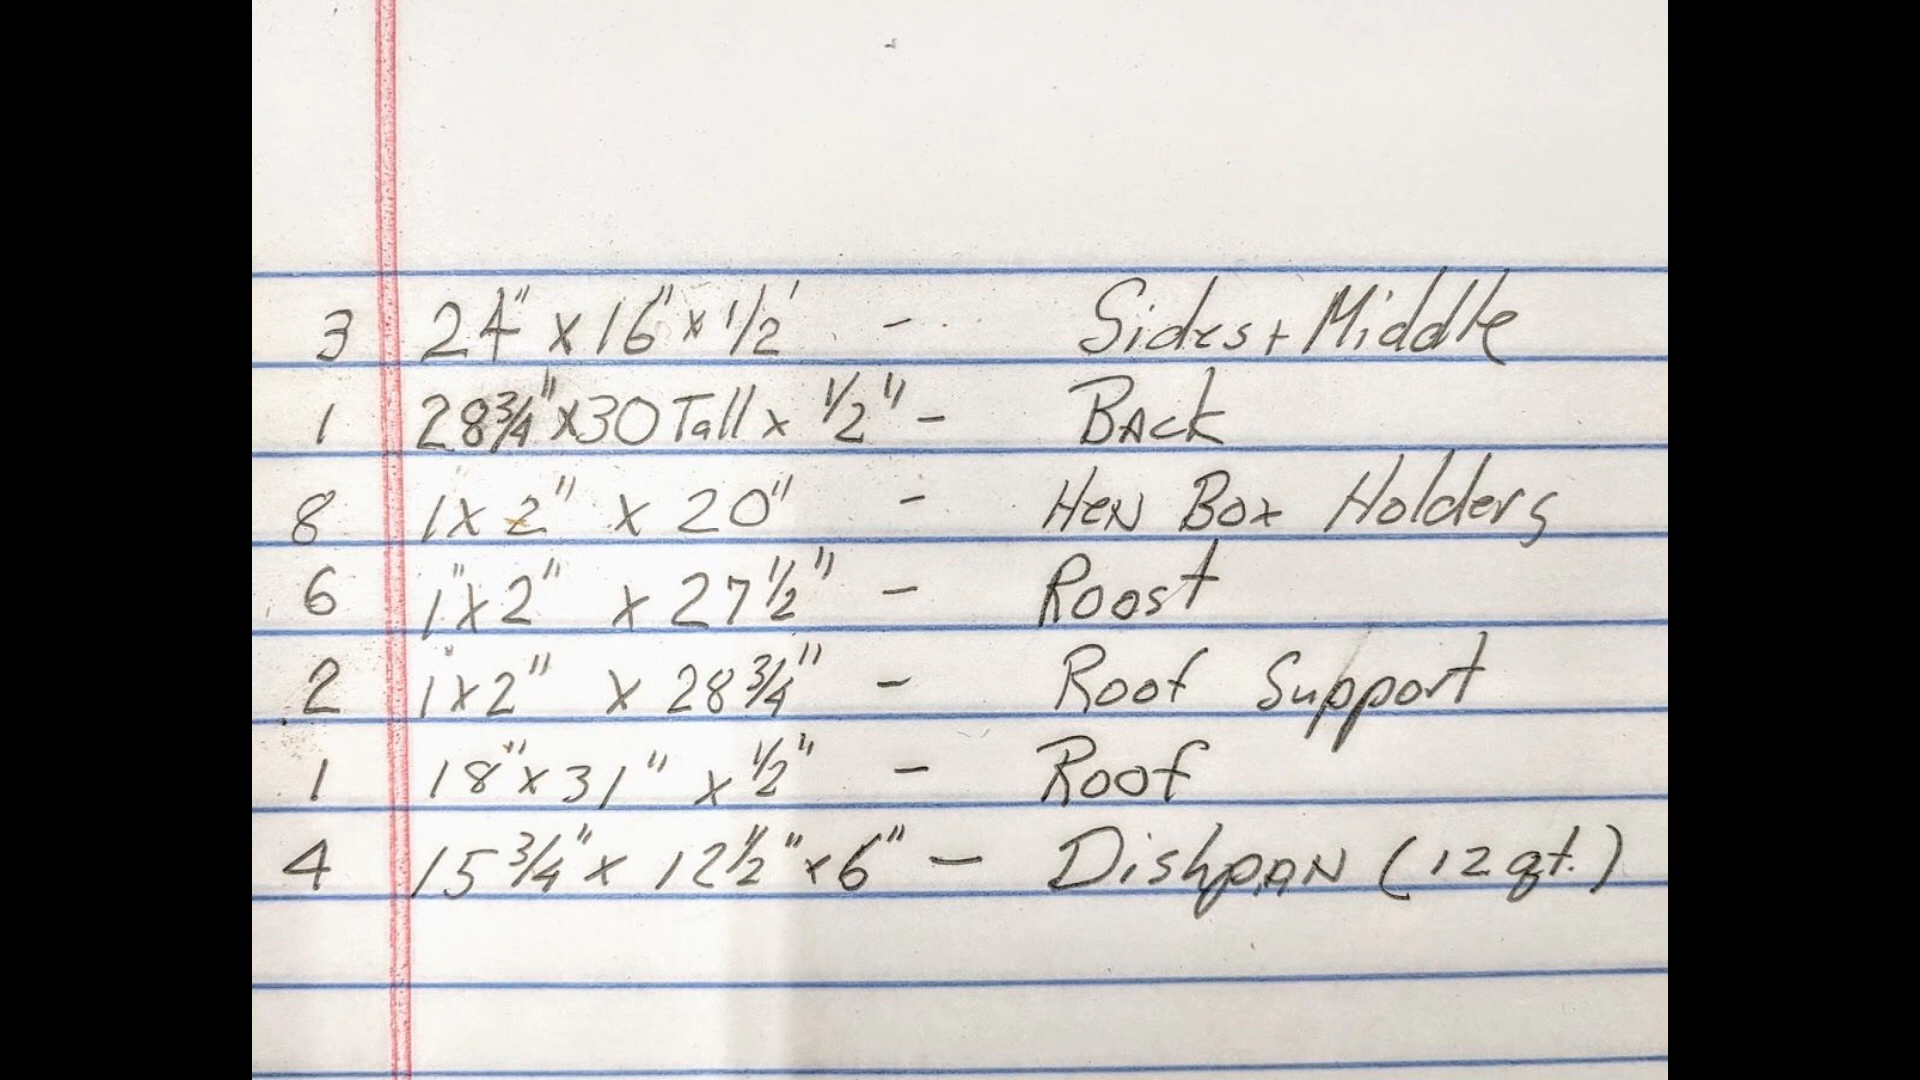 3 24" x 16" x 1/2' - Sides + Middle
1 28 3/4" x 30 Tall x 1/2" - Back
8 1 x 2" x 20" - Hen Box Holders
6 1" x 2" x 27 1/2" - Roost
2 1 x 2" x 28 3/4" - Roof Support
1 18" x 31" x 1/2" - Roof
4 15 3/4" x 12 1/2" x 6" - Dishpan (12 qt.)